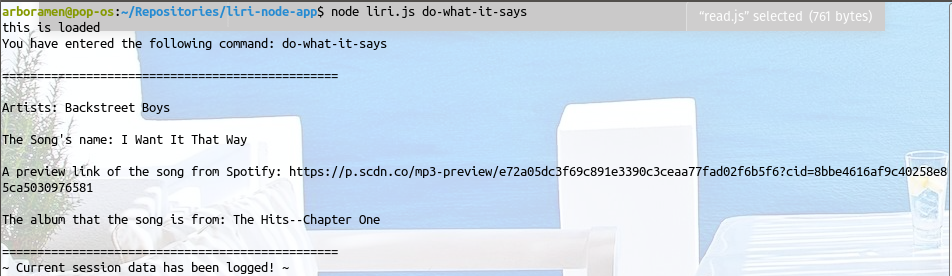 arboramen@pop-os:~/Repositories/liri-node-app$ node liri.js do-what-it-says
"read.js" selected (761 bytes)
this is loaded
You have entered the following command: do-what-it-says
================================================
Artists: Backstreet Boys
The Song's name: I Want It That Way
A preview link of the song from Spotify: https://p.scdn.co/mp3-preview/e72a05dc3f69c891e3390c3ceaa77fad02f6b5f6?cid=8bbe4616af9c40258e8
5ca5030976581
The album that the song is from: The Hits--Chapter One
================================================
~ Current session data has been logged! ~